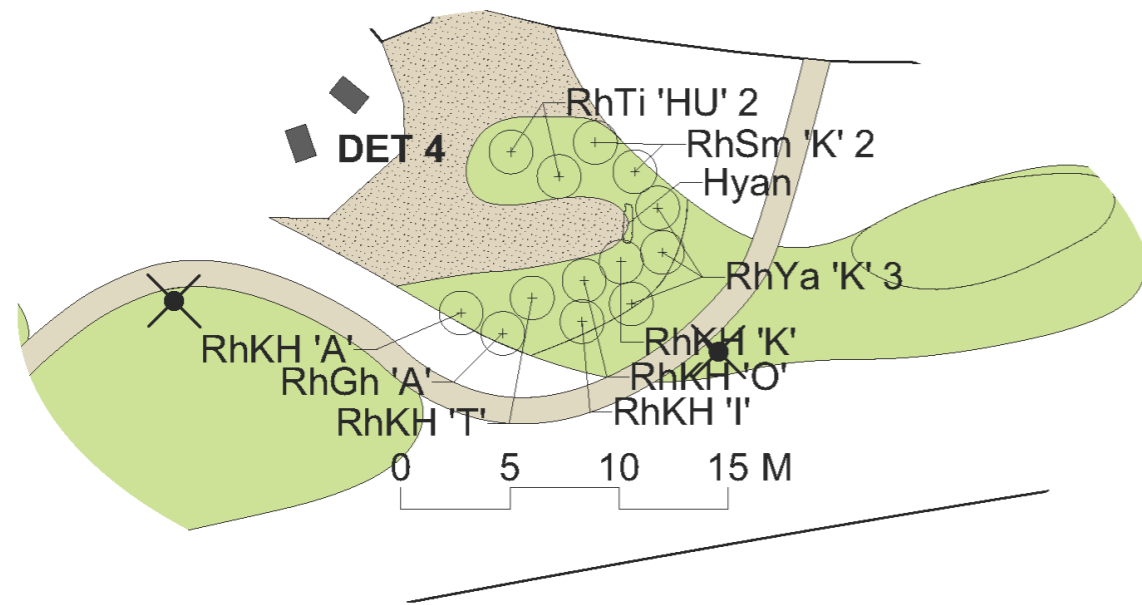 RhTi 'HU' 2
DET 4
RhSm 'K' 2
Hyan
RhYa 'K' 3
RhKH 'A'
RhKH 'K'
RhGh 'A'
RhKH 'O'
RhKH 'T'
RhKH 'I'
0 5 10 15 M